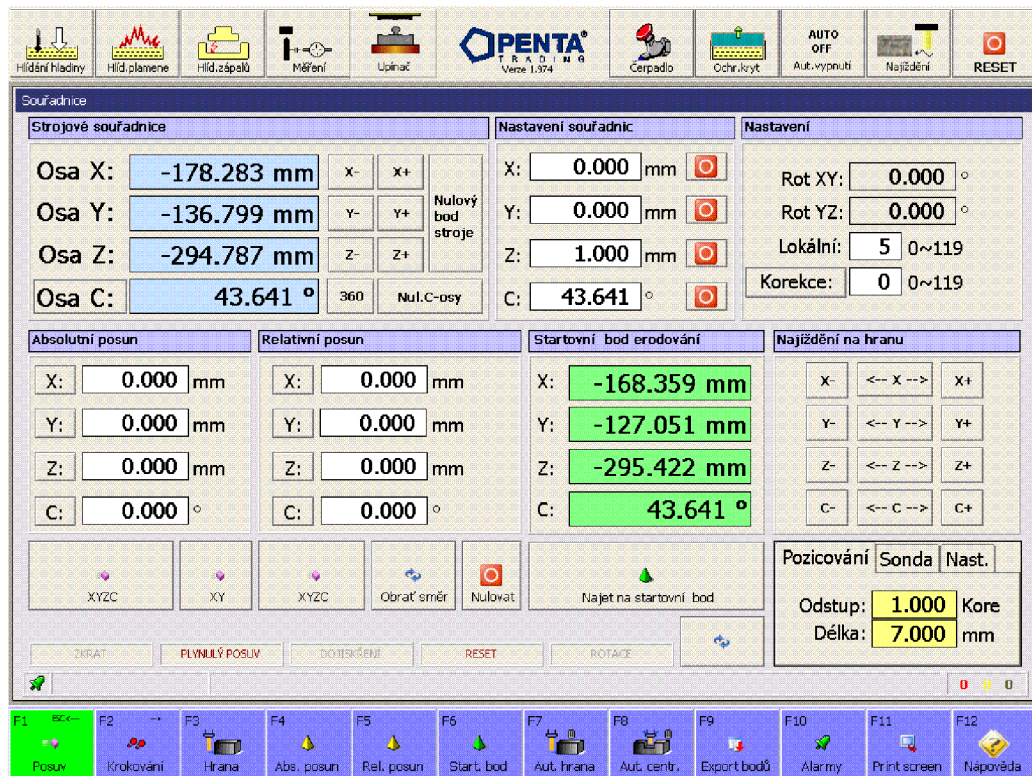 Hlídání hladiny Híd.plamene Híd.zápalů Měření Upínač PENTA TRADING Verze 1.974 Čerpadlo Ochr.kryt AUTO OFF Aut.vypnutí Najíždění RESET
Souřadnice
Strojové souřadnice Nastavení souřadnic Nastavení
Osa X: -178.283 mm X- X+ Nulový bod stroje X: 0.000 mm Rot XY: 0.000 °
Osa Y: -136.799 mm Y- Y+ Y: 0.000 mm Rot YZ: 0.000 °
Osa Z: -294.787 mm Z- Z+ Z: 1.000 mm Lokální: 5 0~119
Osa C: 43.641 ° 360 Nul.C-osy C: 43.641 ° Korekce: 0 0~119
Absolutní posun Relativní posun Startovní bod erodování Najíždění na hranu
X: 0.000 mm X: 0.000 mm X: -168.359 mm X- <-- X --> X+
Y: 0.000 mm Y: 0.000 mm Y: -127.051 mm Y- <-- Y --> Y+
Z: 0.000 mm Z: 0.000 mm Z: -295.422 mm Z- <-- Z --> Z+
C: 0.000 ° C: 0.000 ° C: 43.641 ° C- <-- C --> C+
XYZC XY XYZC Obrať směr Nulovat Najet na startovní bod
Pozicování Sonda Nast.
Odstup: 1.000 Kore
Délka: 7.000 mm
ZKRAT PLYNULÝ POSUV DOJISKŘENÍ RESET ROTACE
0 0 0
F1 ESC<-- F2 F3 F4 F5 F6 F7 F8 F9 F10 F11 F12
Posuv Krokování Hrana Abs. posun Rel. posun Start. bod Aut. hrana Aut. centr. Export bodů Alarmy Print screen Nápověda